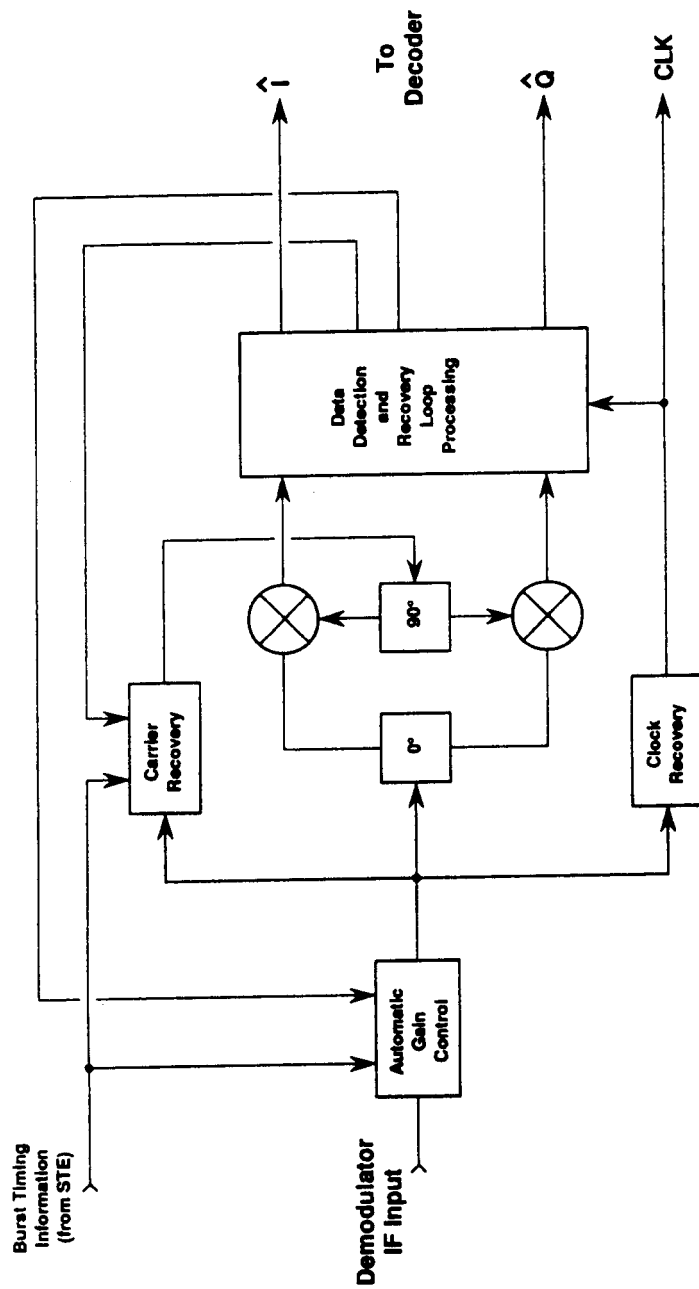 Burst Timing
Information
(from STE)
Demodulator
IF Input
Automatic
Gain
Control
Carrier
Recovery
0°
90°
Clock
Recovery
Data
Detection
and
Recovery
Loop
Processing
Î
To
Decoder
Q̂
CLK